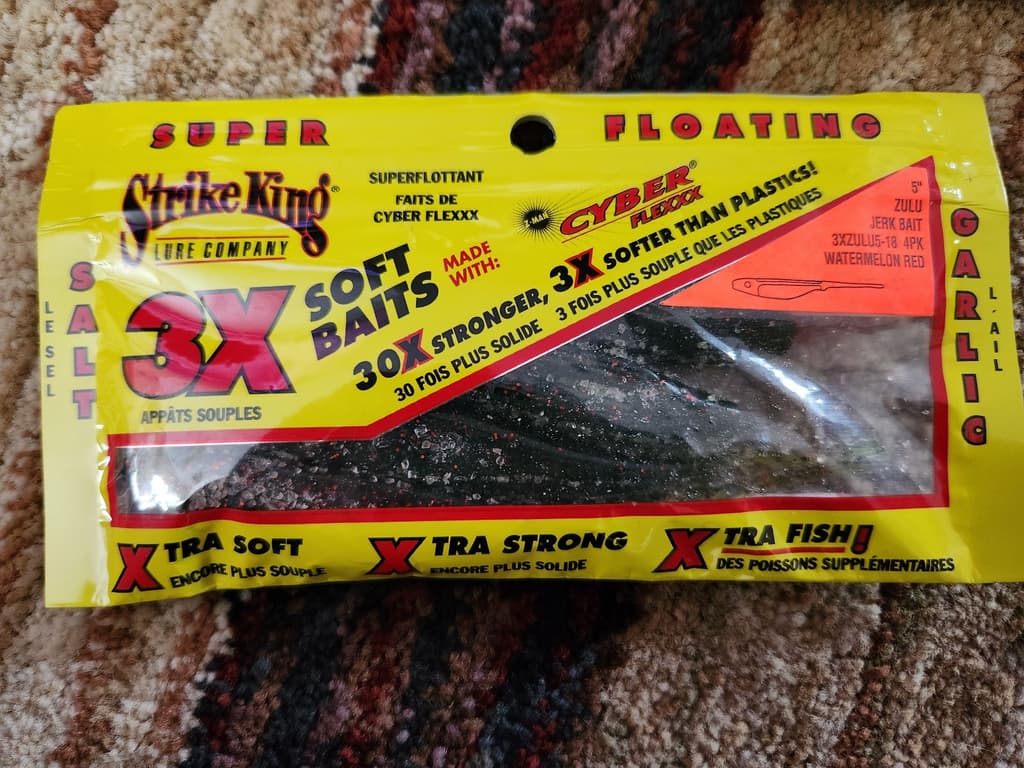 SUPER
FLOATING
Strike King®
LURE COMPANY
SUPERFLOTTANT
FAITS DE
CYBER FLEXXX
CYBER®
FLEXXX
3X
SOFT
BAITS
APPÂTS SOUPLES
MADE
WITH:
30X STRONGER, 3X SOFTER THAN PLASTICS!
30 FOIS PLUS SOLIDE 3 FOIS PLUS SOUPLE QUE LES PLASTIQUES
5"
ZULU
JERK BAIT
3XZULU5-18 4PK
WATERMELON RED
LE SEL
SALT
GARLIC
L'AIL
XTRA SOFT
ENCORE PLUS SOUPLE
XTRA STRONG
ENCORE PLUS SOLIDE
XTRA FISH!
DES POISSONS SUPPLÉMENTAIRES